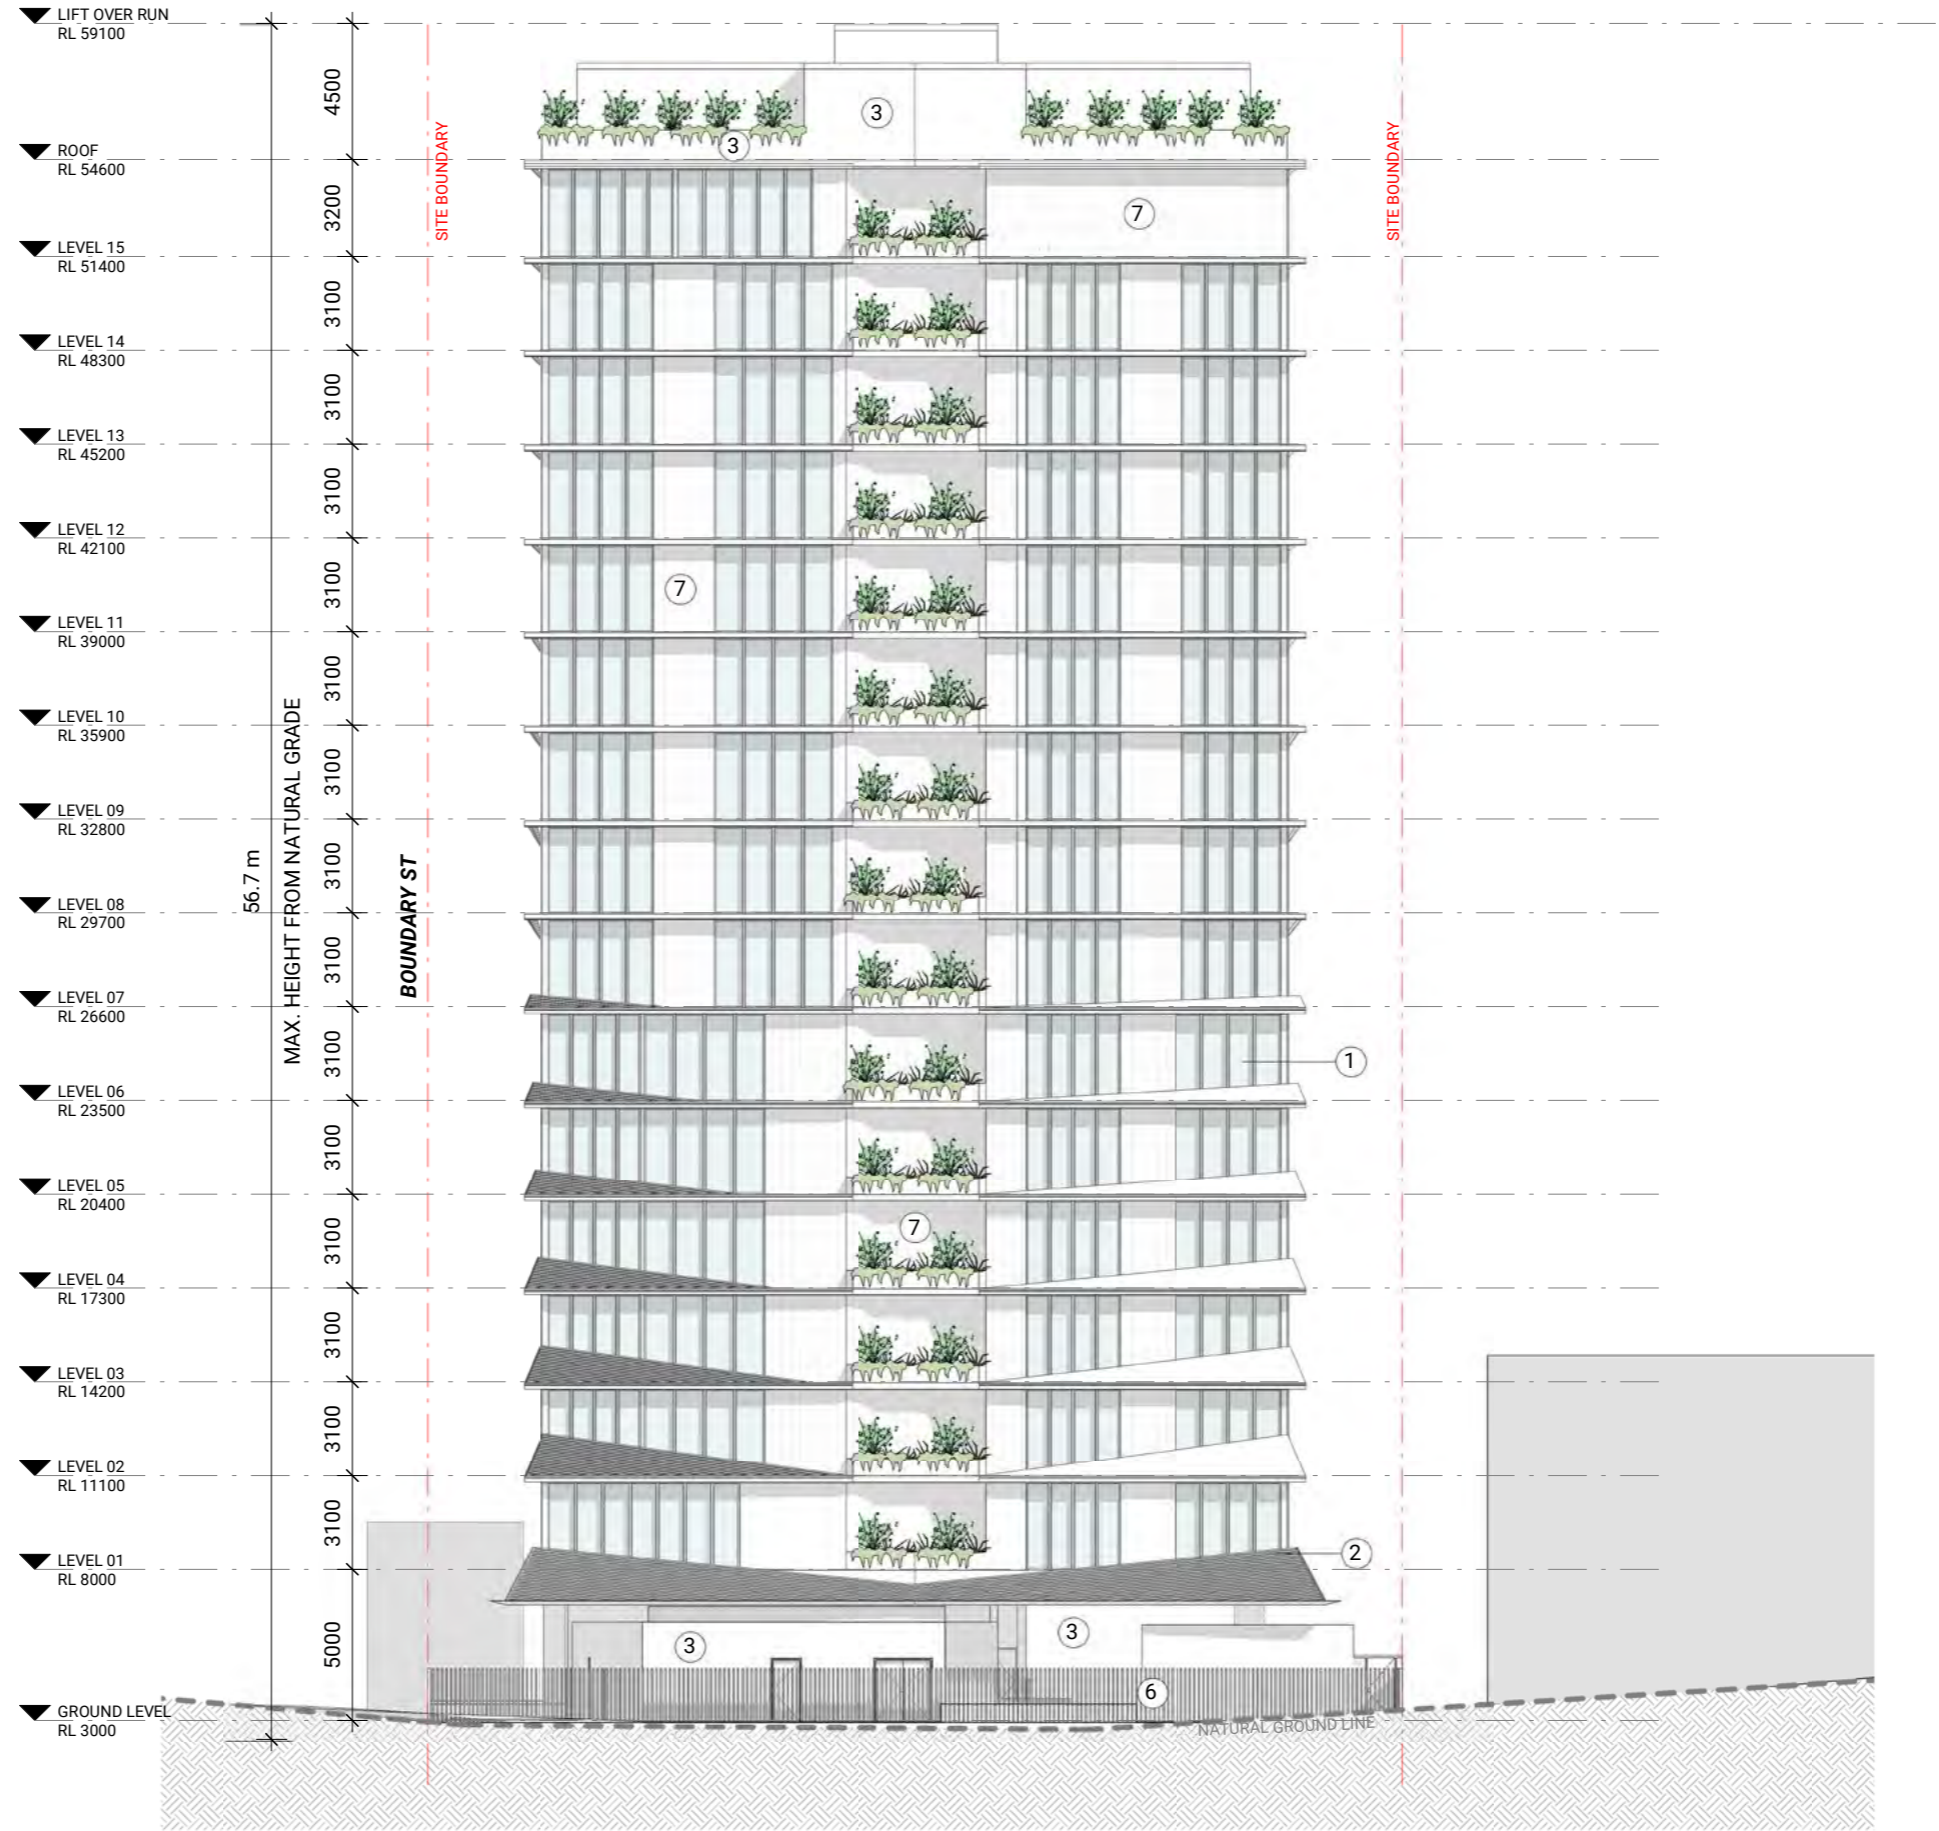 LIFT OVER RUN
RL 59100
4500
SITE BOUNDARY
SITE BOUNDARY
3
3
ROOF
RL 54600
3200
7
LEVEL 15
RL 51400
3100
LEVEL 14
RL 48300
3100
LEVEL 13
RL 45200
3100
LEVEL 12
RL 42100
3100
7
LEVEL 11
RL 39000
3100
LEVEL 10
RL 35900
3100
LEVEL 09
RL 32800
3100
56.7 m
MAX. HEIGHT FROM NATURAL GRADE
BOUNDARY ST
LEVEL 08
RL 29700
3100
LEVEL 07
RL 26600
3100
1
LEVEL 06
RL 23500
3100
LEVEL 05
RL 20400
3100
7
LEVEL 04
RL 17300
3100
LEVEL 03
RL 14200
3100
LEVEL 02
RL 11100
3100
2
LEVEL 01
RL 8000
5000
3
3
6
GROUND LEVEL
RL 3000
NATURAL GROUND LINE